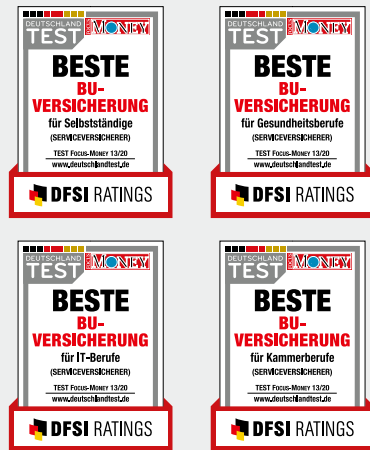 DEUTSCHLAND
TEST
FOCUS MONEY
BESTE
BU-
VERSICHERUNG
für Selbstständige
(SERVICEVERSICHERER)
TEST FOCUS-MONEY 13/20
www.deutschlandtest.de
DFSI RATINGS
DEUTSCHLAND
TEST
FOCUS MONEY
BESTE
BU-
VERSICHERUNG
für Gesundheitsberufe
(SERVICEVERSICHERER)
TEST FOCUS-MONEY 13/20
www.deutschlandtest.de
DFSI RATINGS
DEUTSCHLAND
TEST
FOCUS MONEY
BESTE
BU-
VERSICHERUNG
für IT-Berufe
(SERVICEVERSICHERER)
TEST FOCUS-MONEY 13/20
www.deutschlandtest.de
DFSI RATINGS
DEUTSCHLAND
TEST
FOCUS MONEY
BESTE
BU-
VERSICHERUNG
für Kammerberufe
(SERVICEVERSICHERER)
TEST FOCUS-MONEY 13/20
www.deutschlandtest.de
DFSI RATINGS